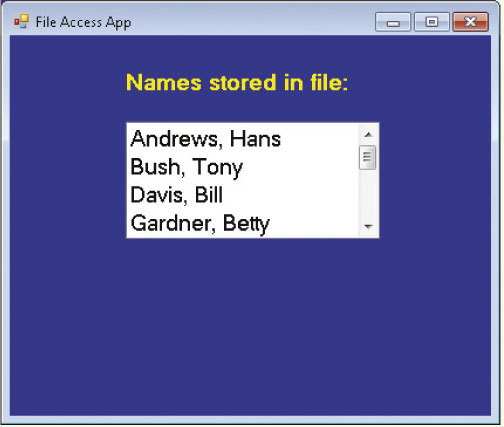 File Access App
Names stored in file:
Andrews, Hans
Bush, Tony
Davis, Bill
Gardner, Betty